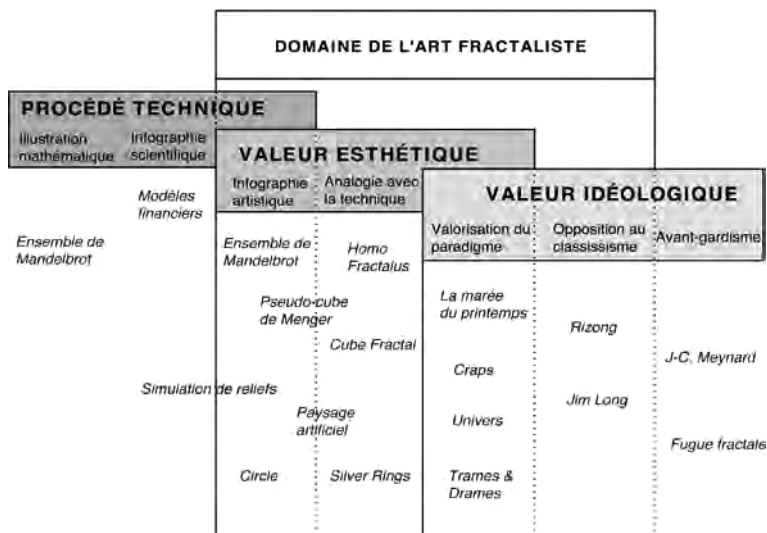 DOMAINE DE L'ART FRACTALISTE
PROCÉDÉ TECHNIQUE
Illustration
mathématique
Infographie
scientifique
VALEUR ESTHÉTIQUE
Infographie
artistique
Analogie avec
la technique
VALEUR IDÉOLOGIQUE
Valorisation du
paradigme
Opposition au
classissisme
Avant-gardisme
Modèles
financiers
Ensemble de
Mandelbrot
Ensemble de
Mandelbrot
Homo
Fractalus
Pseudo-cube
de Menger
Cube Fractal
La marée
du printemps
Rizong
J-C. Meynard
Craps
Simulation de reliefs
Jim Long
Paysage
artificiel
Univers
Fugue fractale
Circle
Silver Rings
Trames &
Drames